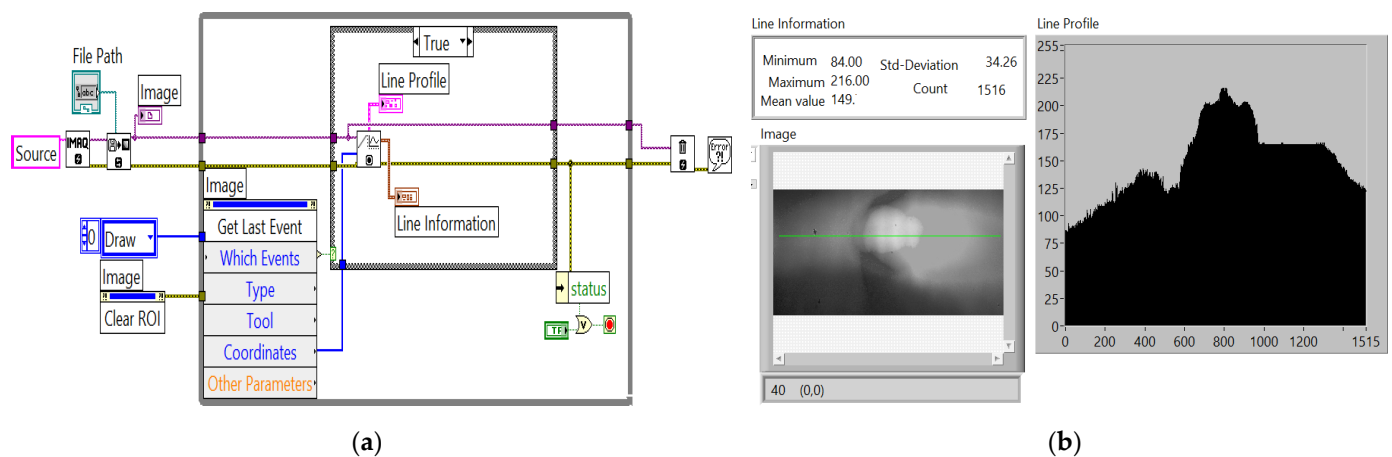 File Path
abc
Image
Source
IMAQ
True
Line Profile
Line Information
Error
?!
Image
Get Last Event
Which Events
Type
Tool
Coordinates
Other Parameters
0
Draw
Image
Clear ROI
?
status
TF
V
(a)
Line Information
Minimum 84.00 Std-Deviation 34.26
Maximum 216.00 Count 1516
Mean value 149.
Image
40 (0,0)
Line Profile
255
225
200
175
150
125
100
75
50
25
0
0 200 400 600 800 1000 1200 1515
(b)